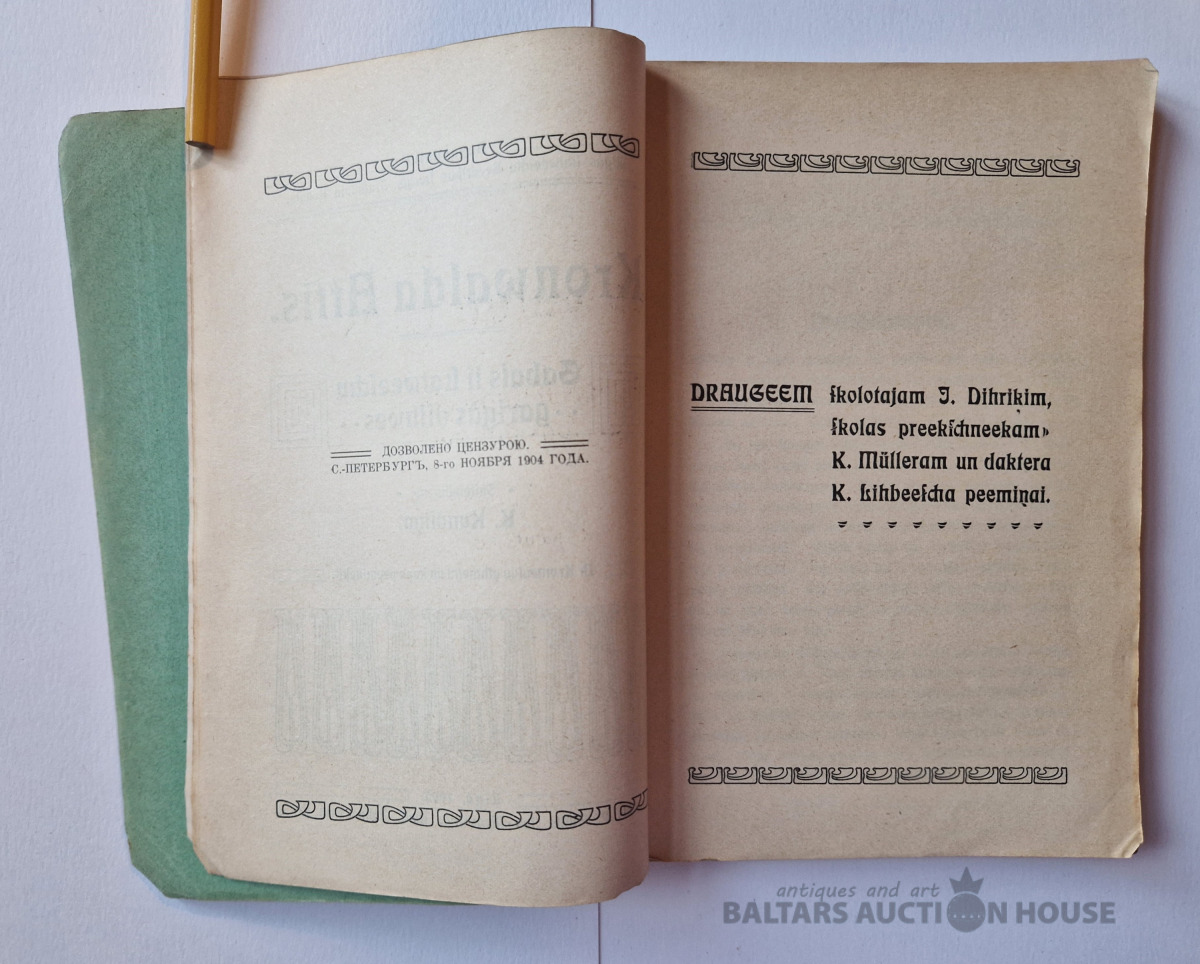 ДОЗВОЛЕНО ЦЕНЗУРОЮ.
С.-ПЕТЕРБУРГЪ, 8-го НОЯБРЯ 1904 ГОДА.
DRAUGEEM ſkolotajam J. Dihriķim,
ſkolas preekſchneekam»
K. Mülleram un daktera
K. Lihbeeſcha peemiņai.
antiques and art
BALTARS AUCTION HOUSE